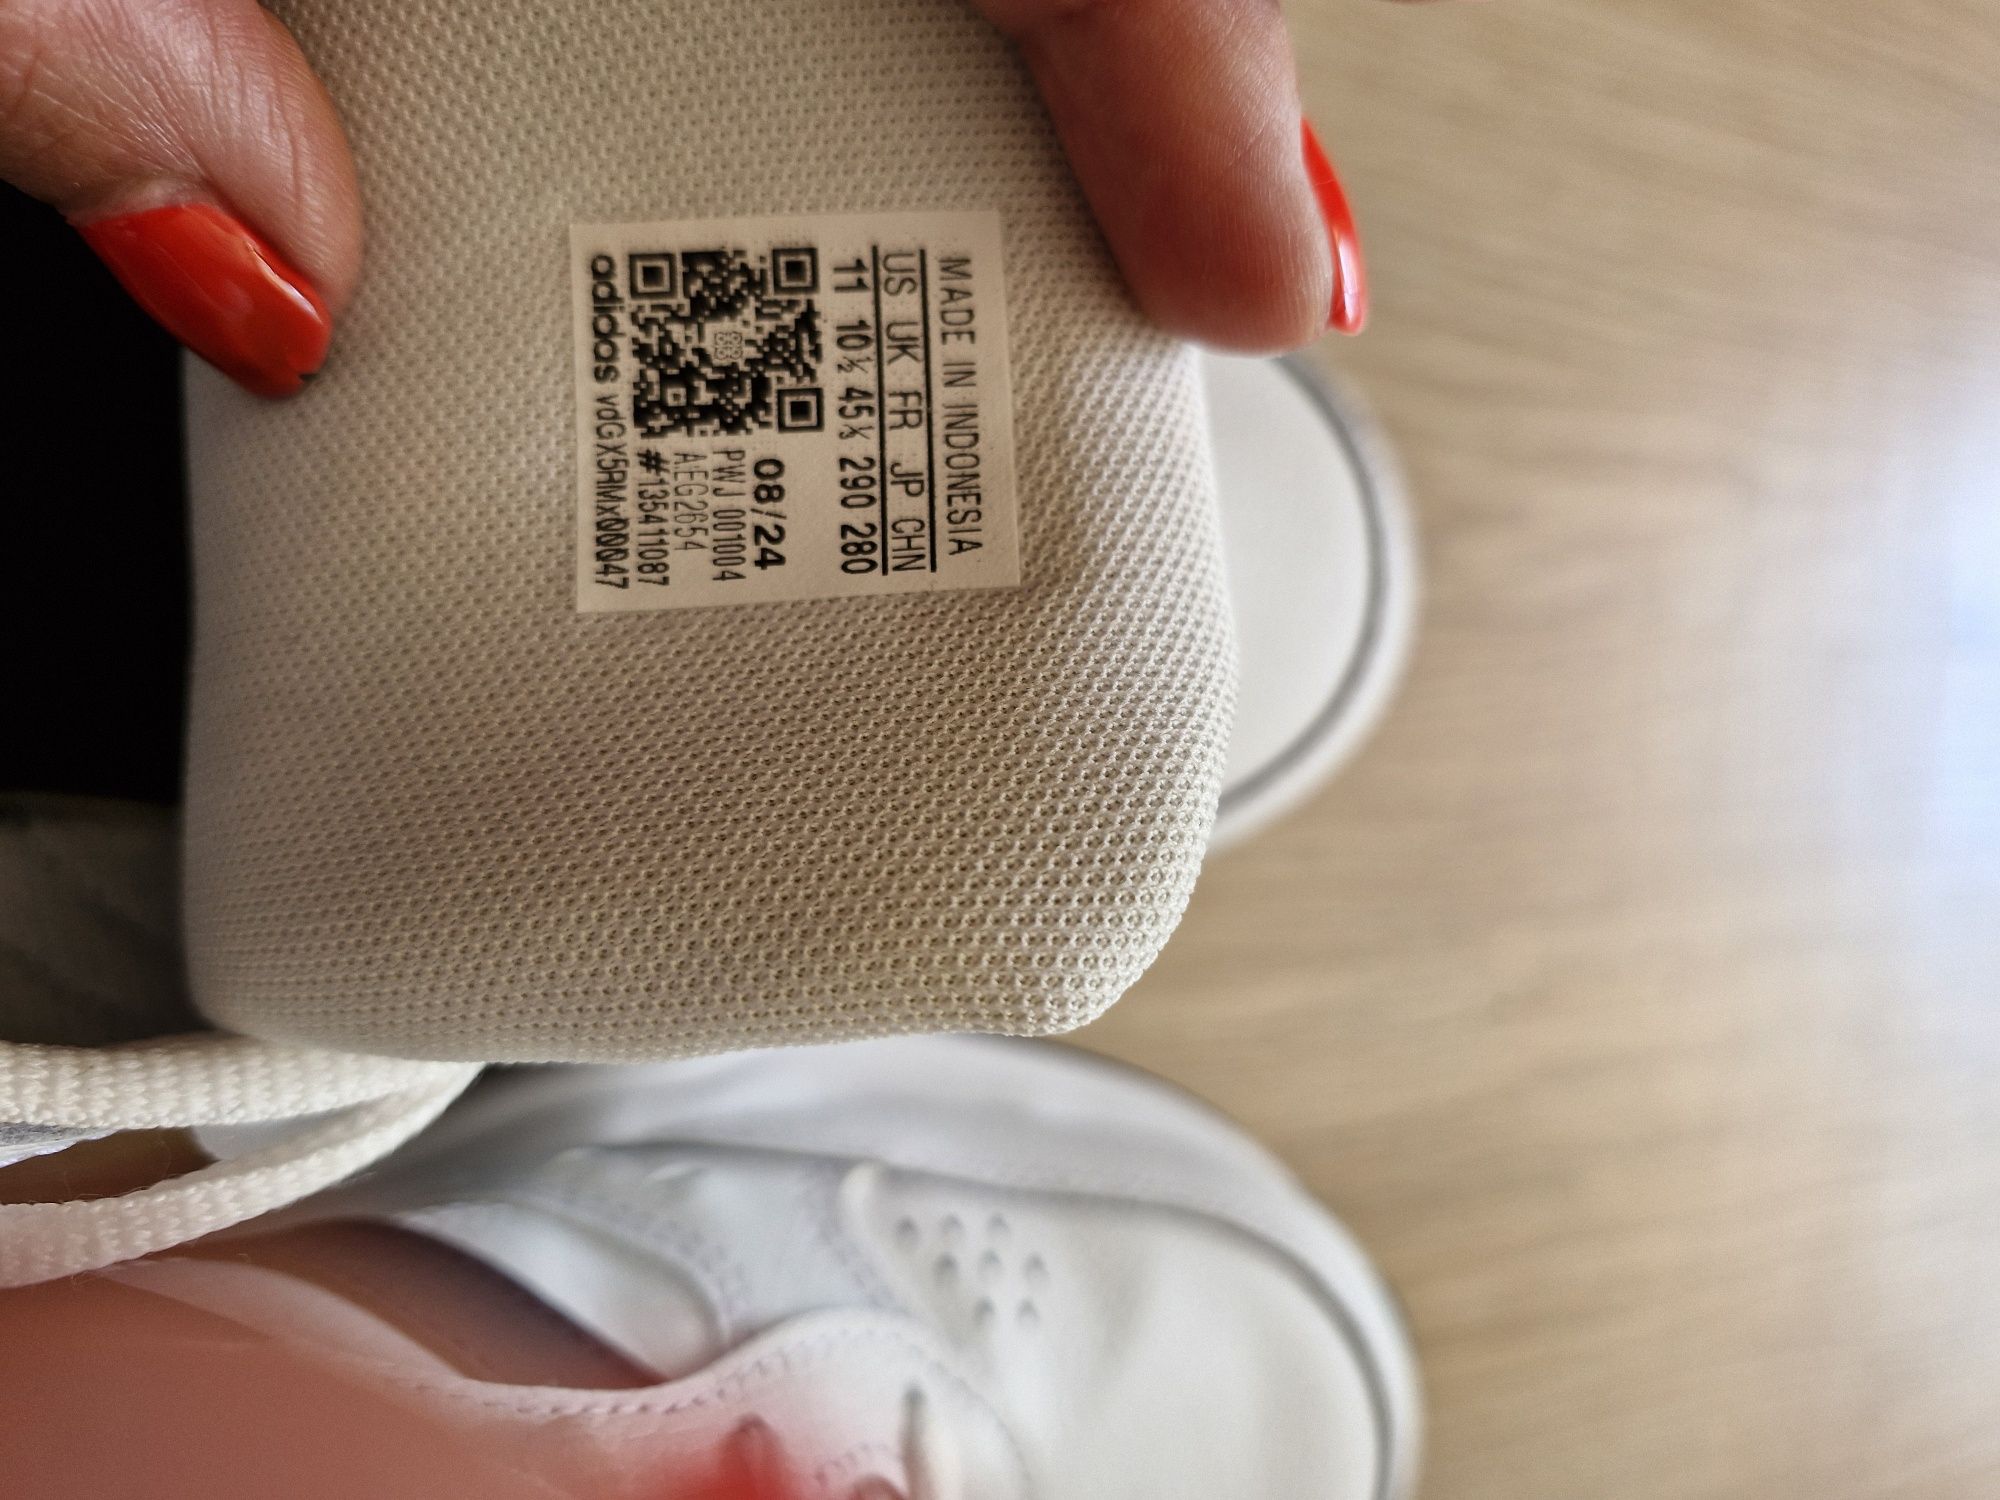 MADE IN INDONESIA
US UK FR JP CHN
11 10½ 45⅓ 290 280
08/24
PWJ 001004
AEG2654
#135411087
adidas vdGX5RMx00047